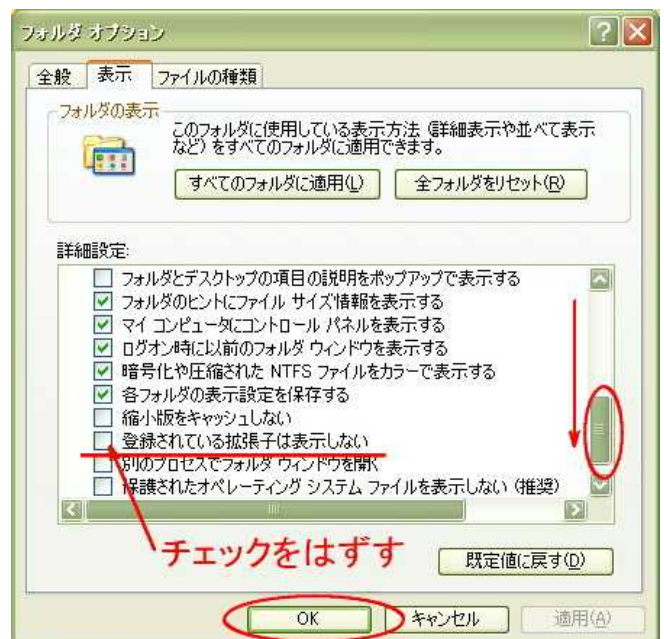 フォルダ オプション
全般
表示
ファイルの種類
フォルダの表示
このフォルダに使用している表示方法 (詳細表示や並べて表示
など) をすべてのフォルダに適用できます。
すべてのフォルダに適用(L)
全フォルダをリセット(R)
詳細設定:
フォルダとデスクトップの項目の説明をポップアップで表示する
フォルダのヒントにファイル サイズ情報を表示する
マイ コンピュータにコントロール パネルを表示する
ログオン時に以前のフォルダ ウィンドウを表示する
暗号化や圧縮された NTFS ファイルをカラーで表示する
各フォルダの表示設定を保存する
縮小版をキャッシュしない
登録されている拡張子は表示しない
別のプロセスでフォルダ ウィンドウを開く
保護されたオペレーティング システム ファイルを表示しない (推奨)
チェックをはずす
既定値に戻す(D)
OK
キャンセル
適用(A)